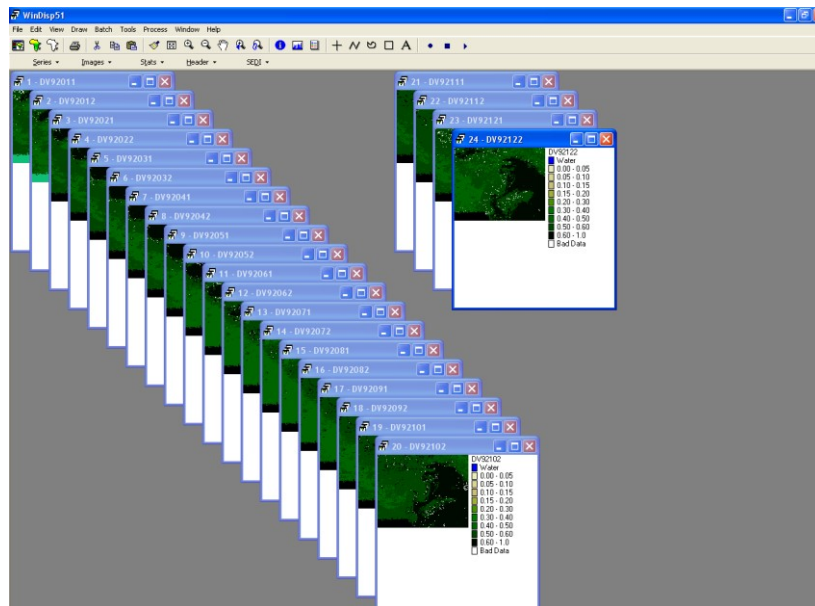 WinDisp51
File Edit View Draw Batch Tools Process Window Help
Series Images Stats Header SEDI
1 - DV92011
2 - DV92012
3 - DV92021
4 - DV92022
5 - DV92031
6 - DV92032
7 - DV92041
8 - DV92042
9 - DV92051
10 - DV92052
11 - DV92061
12 - DV92062
13 - DV92071
14 - DV92072
15 - DV92081
16 - DV92082
17 - DV92091
18 - DV92092
19 - DV92101
20 - DV92102
DV92102
Water
0.00 - 0.05
0.05 - 0.10
0.10 - 0.15
0.15 - 0.20
0.20 - 0.30
0.30 - 0.40
0.40 - 0.50
0.50 - 0.60
0.60 - 1.0
Bad Data
21 - DV92111
22 - DV92112
23 - DV92121
24 - DV92122
DV92122
Water
0.00 - 0.05
0.05 - 0.10
0.10 - 0.15
0.15 - 0.20
0.20 - 0.30
0.30 - 0.40
0.40 - 0.50
0.50 - 0.60
0.60 - 1.0
Bad Data